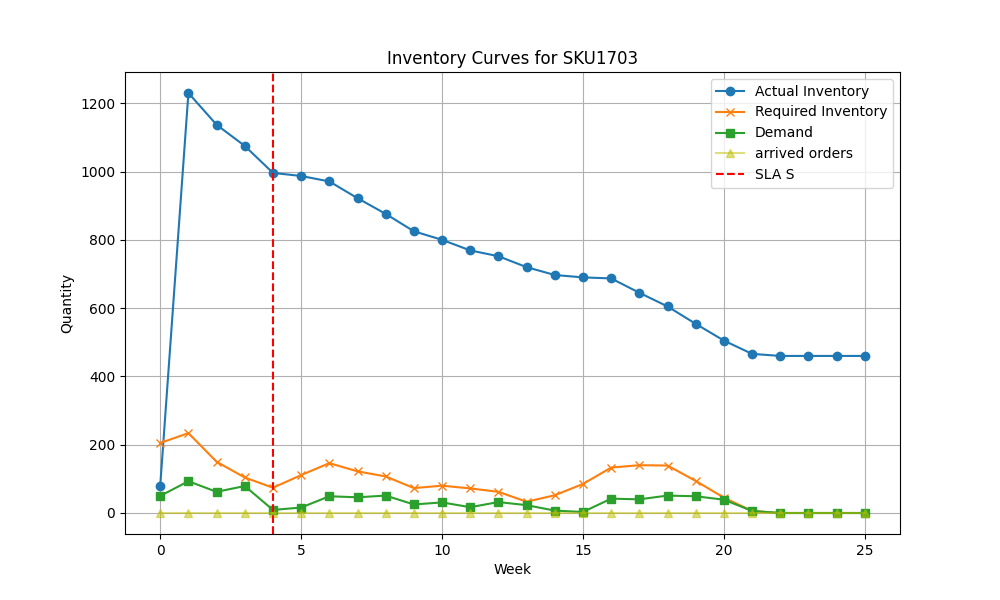 Inventory Curves for SKU1703
Actual Inventory
Required Inventory
Demand
arrived orders
SLA S
Quantity
1200
1000
800
600
400
200
0
0 5 10 15 20 25
Week